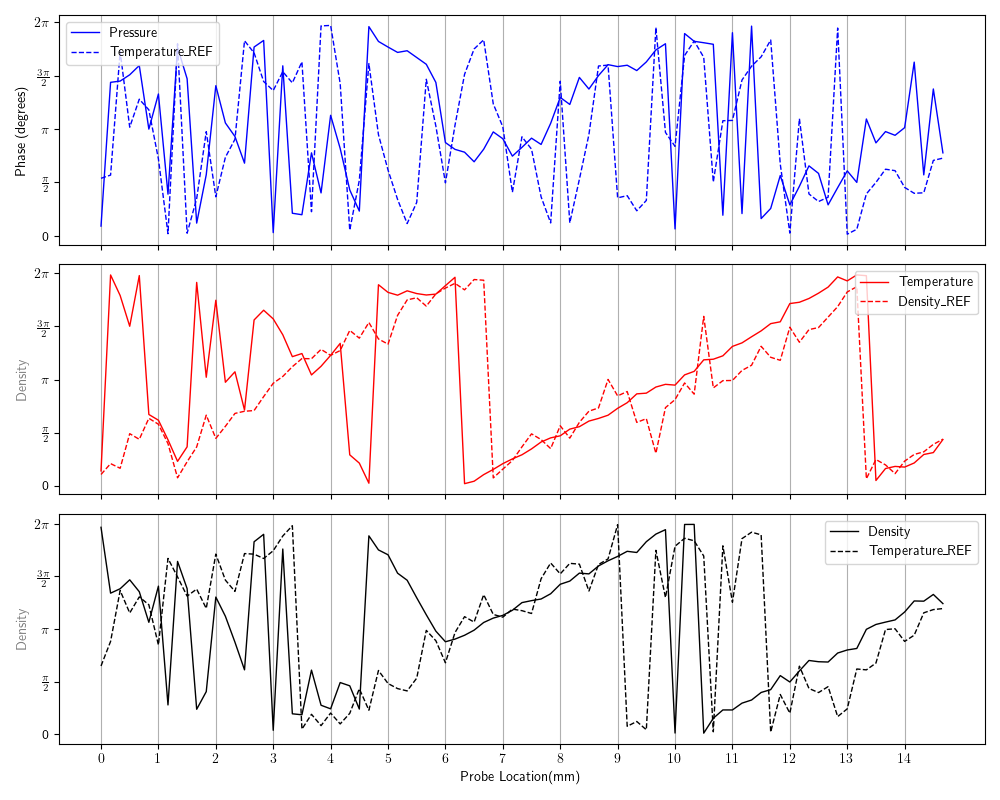 Phase (degrees)
2π
3π/2
π
π/2
0
Pressure
Temperature_REF
Density
2π
3π/2
π
π/2
0
Temperature
Density_REF
Density
2π
3π/2
π
π/2
0
Density
Temperature_REF
0 1 2 3 4 5 6 7 8 9 10 11 12 13 14
Probe Location(mm)